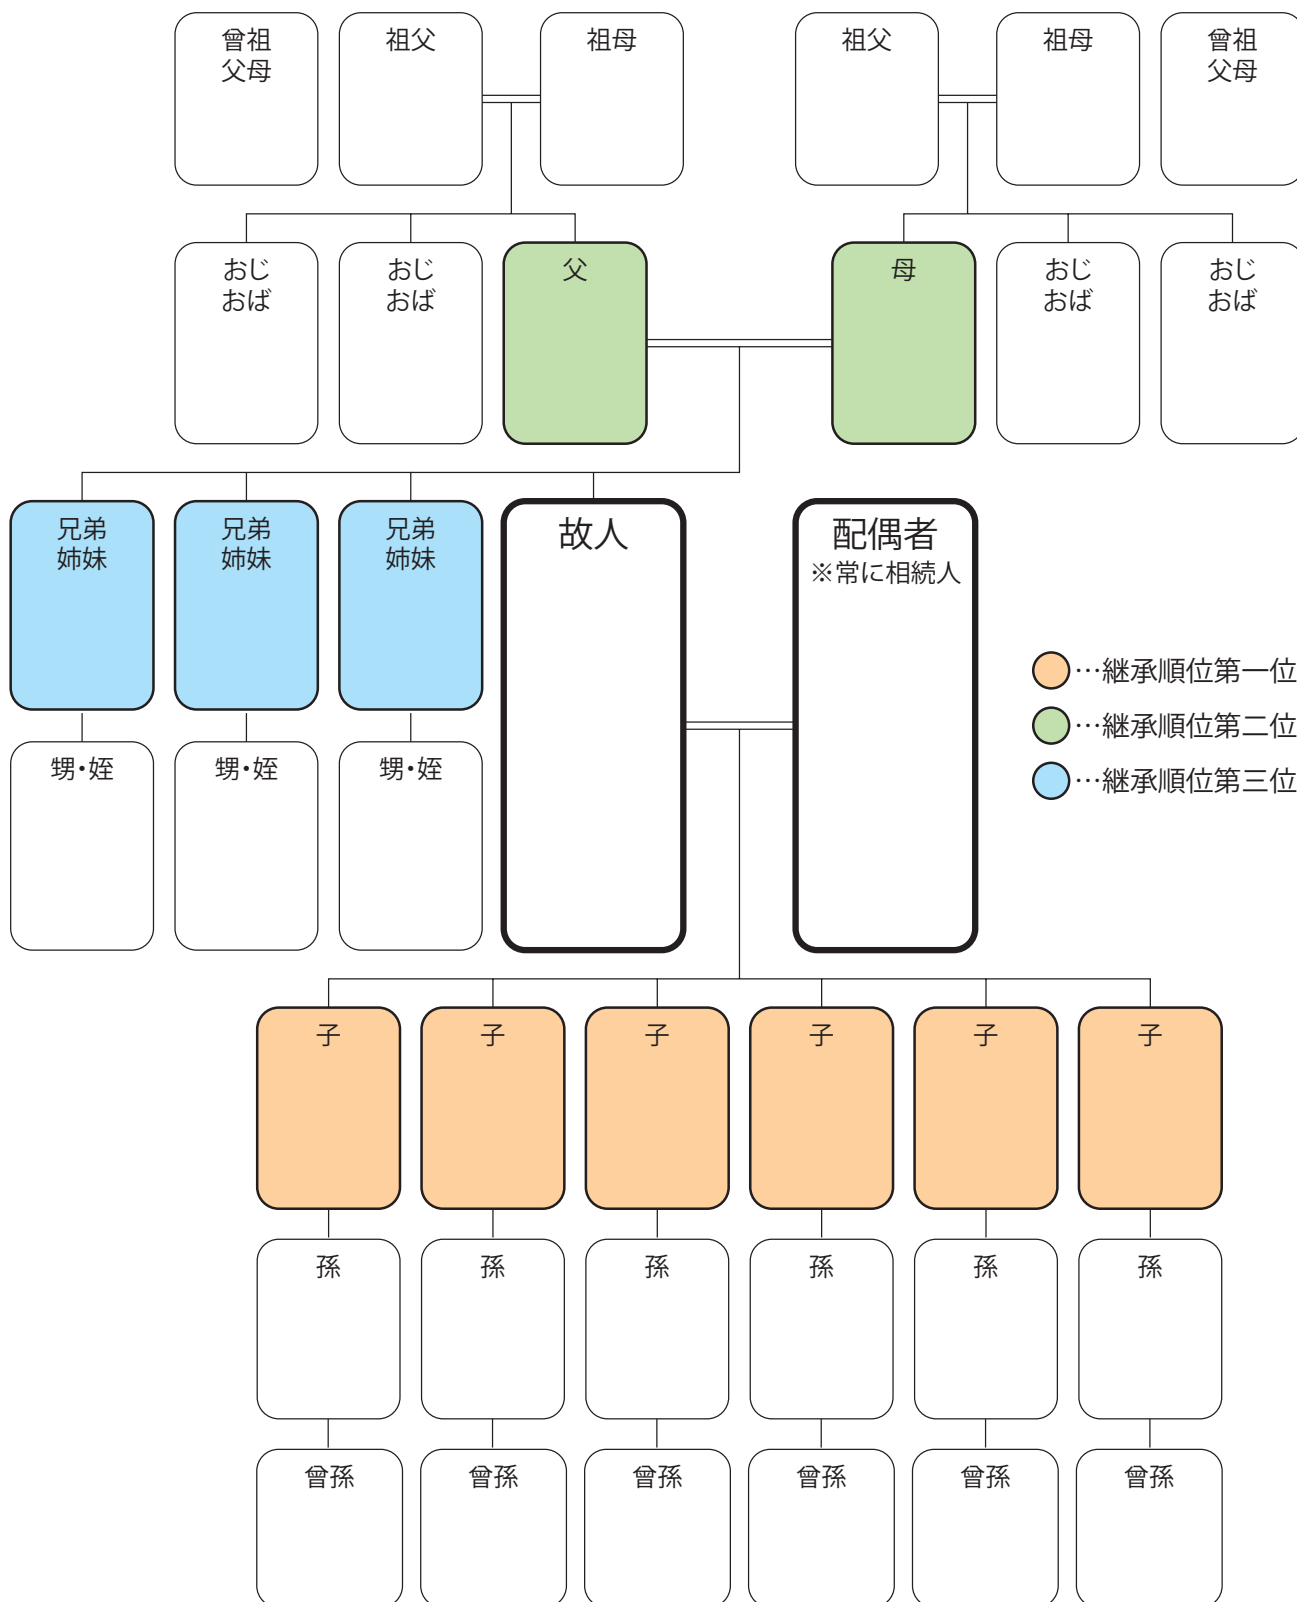 曾祖
父母
祖父
祖母
祖父
祖母
曾祖
父母
おじ
おば
おじ
おば
父
母
おじ
おば
おじ
おば
兄弟
姉妹
兄弟
姉妹
兄弟
姉妹
故人
配偶者
※常に相続人
…継承順位第一位
…継承順位第二位
…継承順位第三位
甥・姪
甥・姪
甥・姪
子
子
子
子
子
子
孫
孫
孫
孫
孫
孫
曾孫
曾孫
曾孫
曾孫
曾孫
曾孫